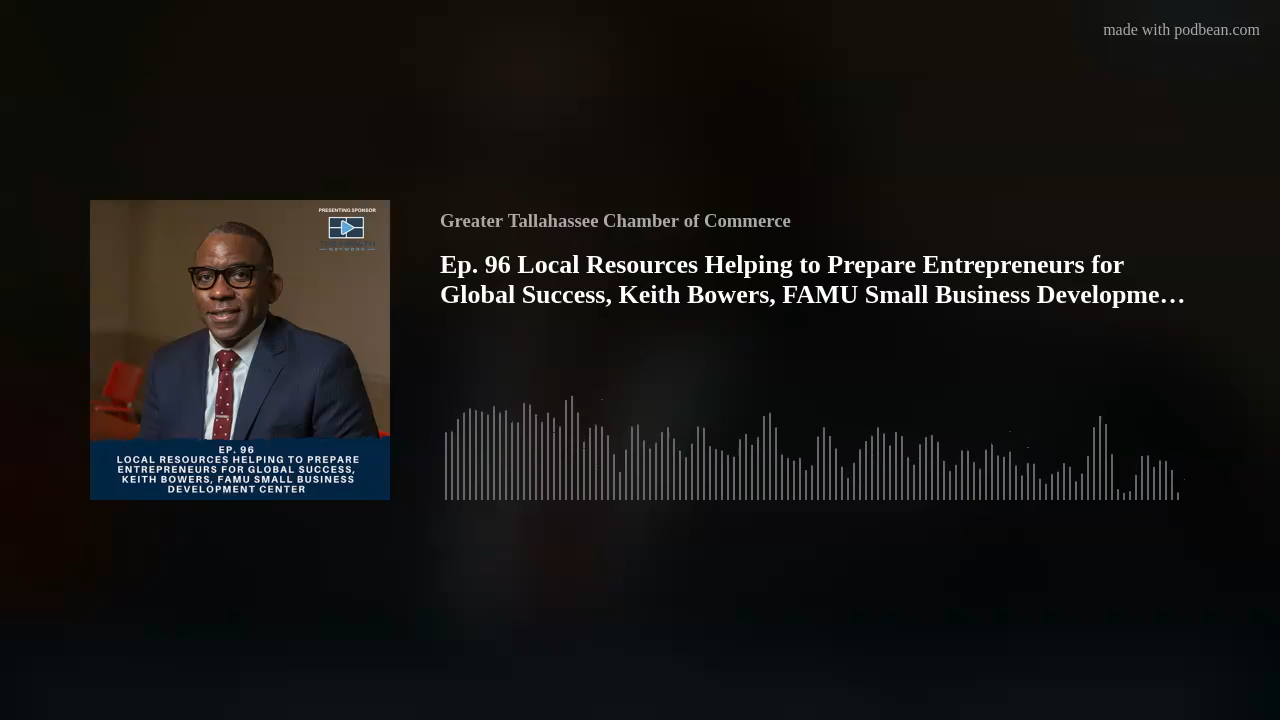 made with podbean.com
PRESENTING SPONSOR
NETWORK
Greater Tallahassee Chamber of Commerce
Ep. 96 Local Resources Helping to Prepare Entrepreneurs for
Global Success, Keith Bowers, FAMU Small Business Developme…
EP. 96
LOCAL RESOURCES HELPING TO PREPARE
ENTREPRENEURS FOR GLOBAL SUCCESS,
KEITH BOWERS, FAMU SMALL BUSINESS
DEVELOPMENT CENTER